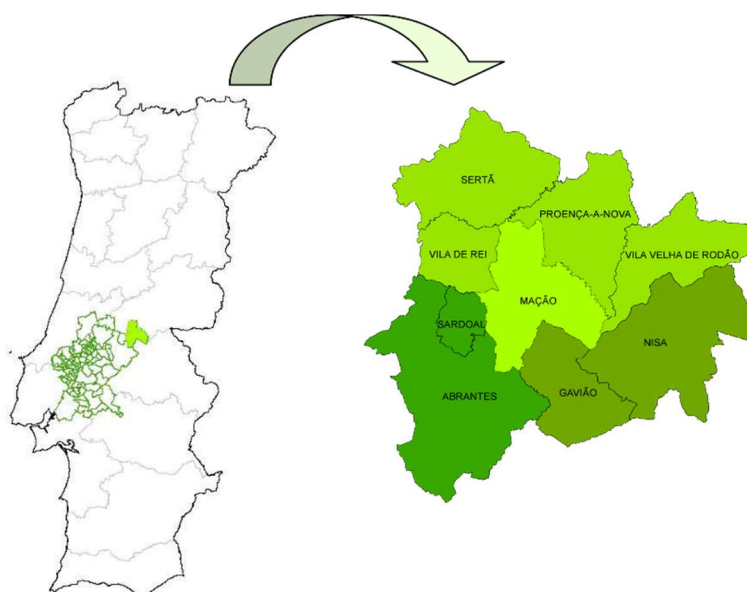 SERTÃ
PROENÇA-A-NOVA
VILA DE REI
VILA VELHA DE RODÃO
MAÇÃO
SARDOAL
NISA
ABRANTES
GAVIÃO